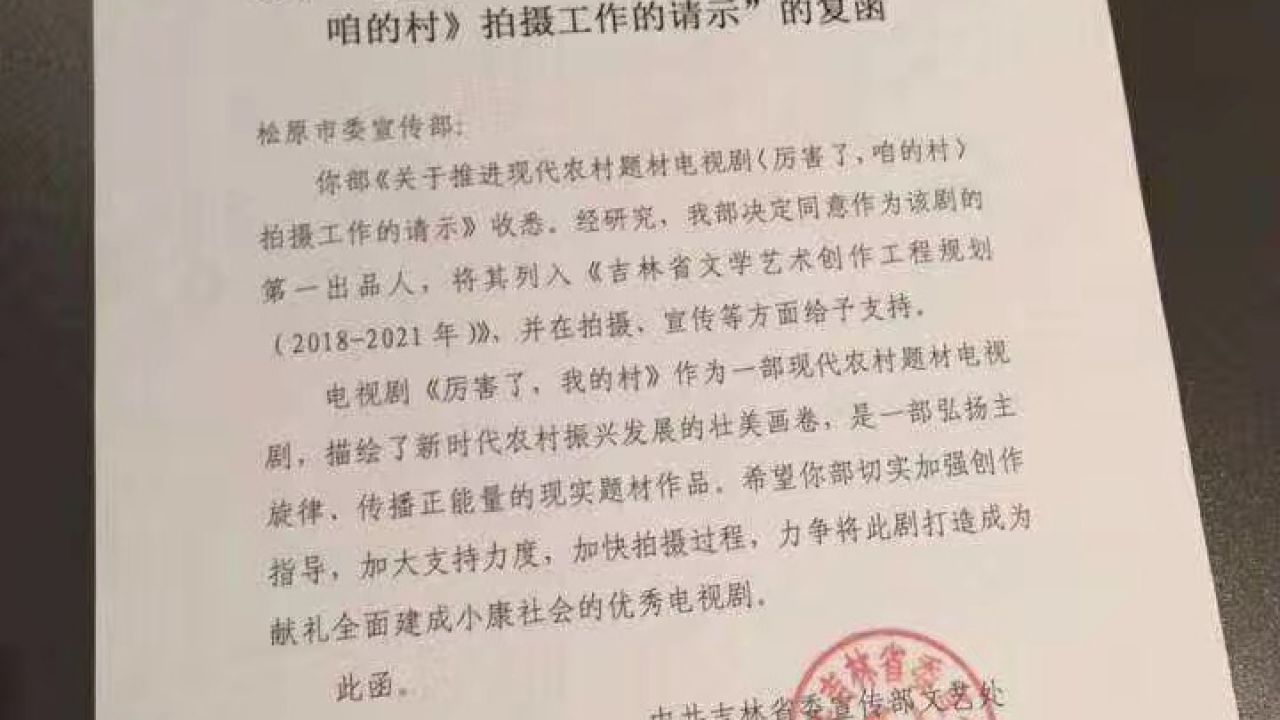 咱的村》拍摄工作的请示”的复函
松原市委宣传部：
你部《关于推进现代农村题材电视剧〈厉害了，咱的村〉
拍摄工作的请示》收悉。经研究，我部决定同意作为该剧的
第一出品人，将其列入《吉林省文学艺术创作工程规划
（2018-2021年）》，并在拍摄、宣传等方面给予支持。
电视剧《厉害了，我的村》作为一部现代农村题材电视
剧，描绘了新时代农村振兴发展的壮美画卷，是一部弘扬主
旋律、传播正能量的现实题材作品。希望你部切实加强创作
指导，加大支持力度，加快拍摄过程，力争将此剧打造成为
献礼全面建成小康社会的优秀电视剧。
此函。
吉林省委
中共吉林省委宣传部文艺处